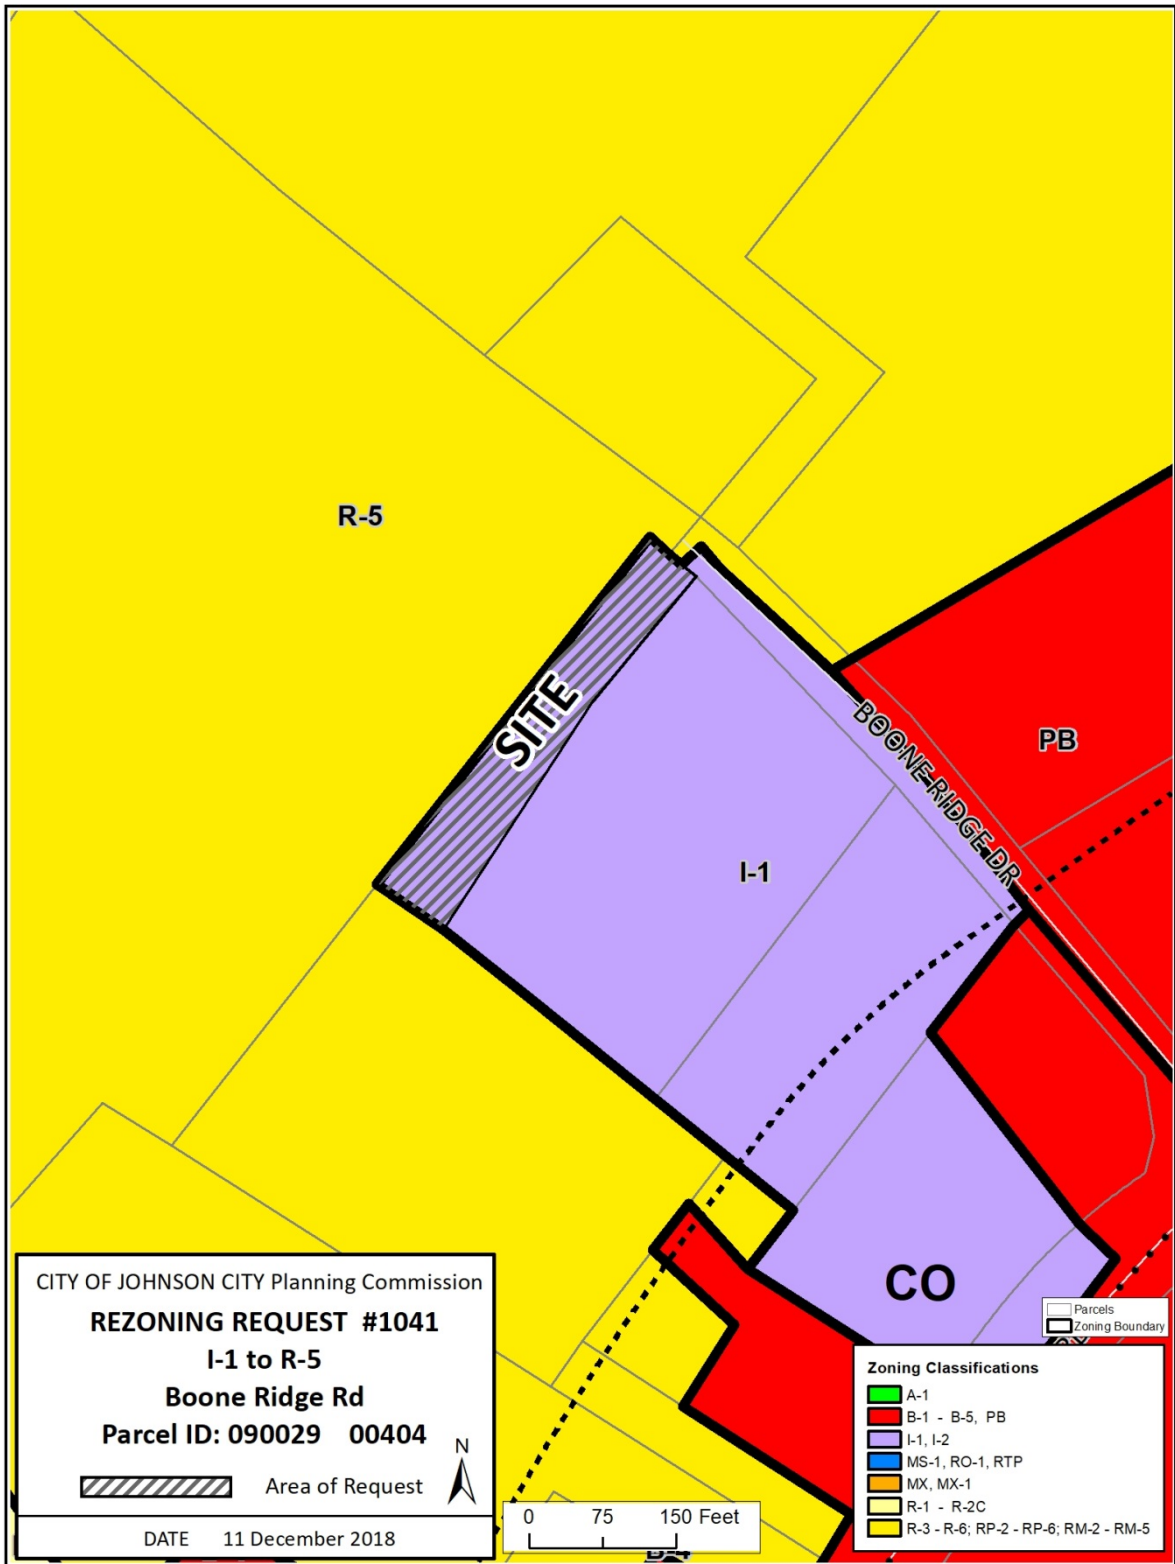 R-5
SITE
BOONE RIDGE DR
PB
I-1
CO
CITY OF JOHNSON CITY Planning Commission
REZONING REQUEST #1041
I-1 to R-5
Boone Ridge Rd
Parcel ID: 090029 00404
N
Area of Request
DATE 11 December 2018
0 75 150 Feet
B-4
Parcels
Zoning Boundary
Zoning Classifications
A-1
B-1 - B-5, PB
I-1, I-2
MS-1, RO-1, RTP
MX, MX-1
R-1 - R-2C
R-3 - R-6; RP-2 - RP-6; RM-2 - RM-5